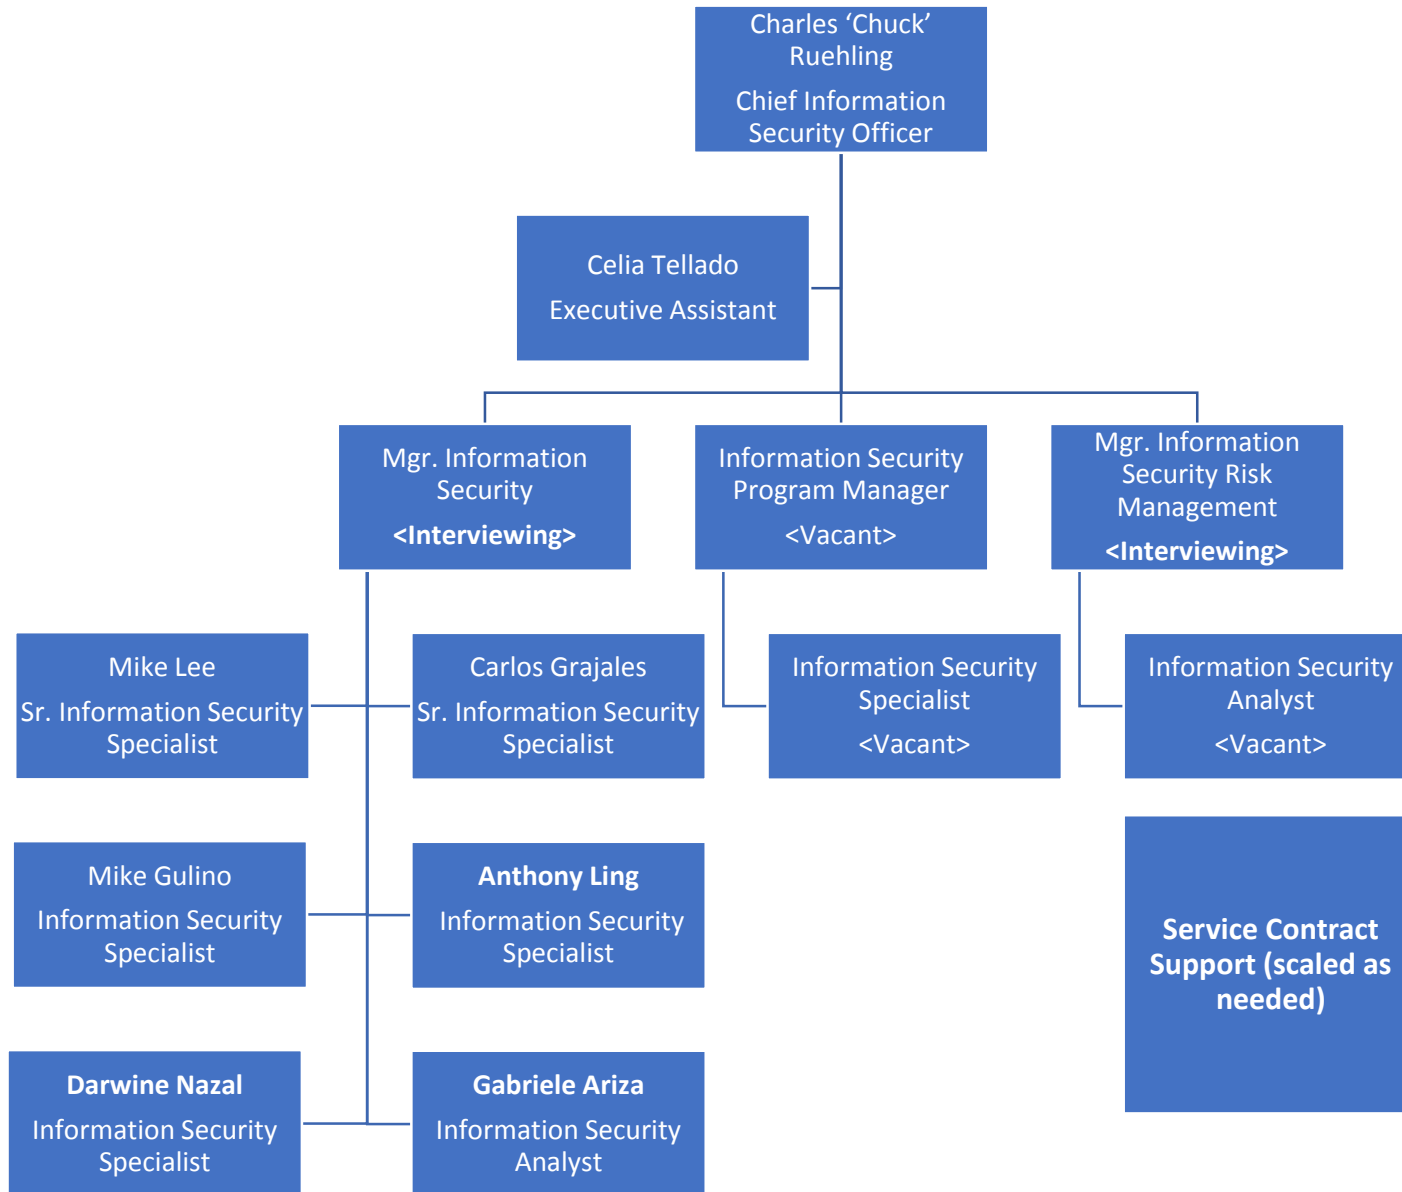 Charles ‘Chuck’
Ruehling
Chief Information
Security Officer
Celia Tellado
Executive Assistant
Mgr. Information
Security
<Interviewing>
Information Security
Program Manager
<Vacant>
Mgr. Information
Security Risk
Management
<Interviewing>
Mike Lee
Sr. Information Security
Specialist
Carlos Grajales
Sr. Information Security
Specialist
Information Security
Specialist
<Vacant>
Information Security
Analyst
<Vacant>
Mike Gulino
Information Security
Specialist
Anthony Ling
Information Security
Specialist
Service Contract
Support (scaled as
needed)
Darwine Nazal
Information Security
Specialist
Gabriele Ariza
Information Security
Analyst